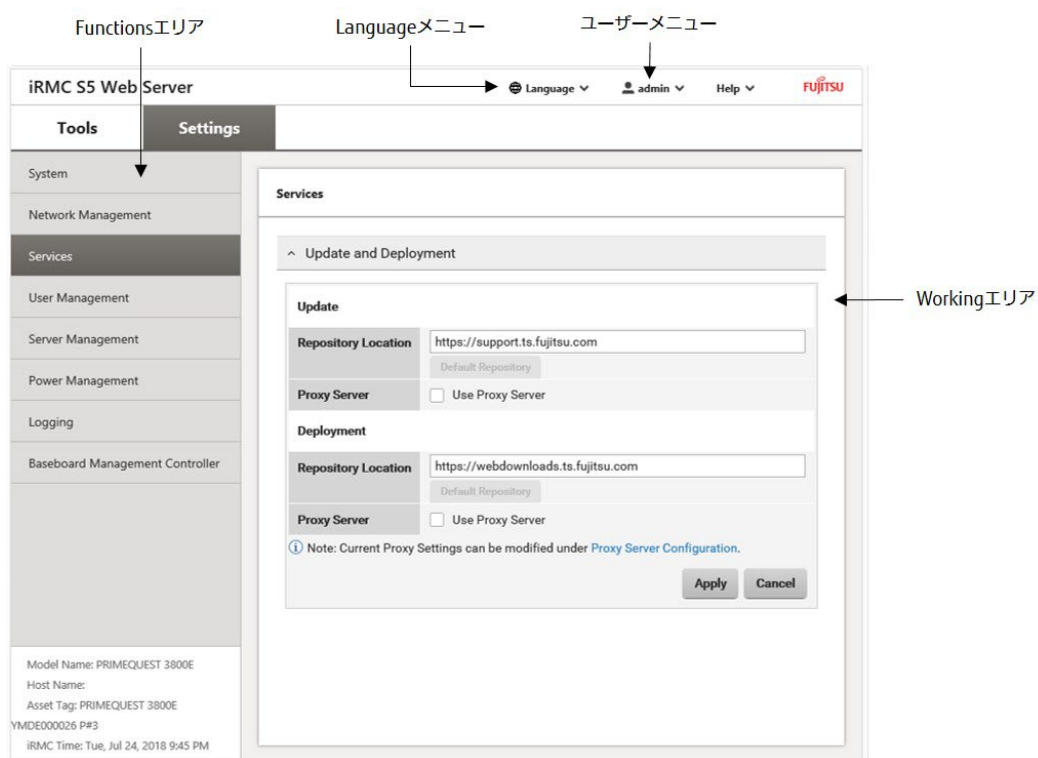 Functionsエリア
Languageメニュー
ユーザーメニュー
iRMC S5 Web Server
Language
admin
Help
FUJITSU
Tools
Settings
System
Network Management
Services
User Management
Server Management
Power Management
Logging
Baseboard Management Controller
Services
Update and Deployment
Update
Repository Location
https://support.ts.fujitsu.com
Default Repository
Proxy Server
Use Proxy Server
Deployment
Repository Location
https://webdownloads.ts.fujitsu.com
Default Repository
Proxy Server
Use Proxy Server
Note: Current Proxy Settings can be modified under Proxy Server Configuration.
Apply
Cancel
Workingエリア
Model Name: PRIMEQUEST 3800E
Host Name:
Asset Tag: PRIMEQUEST 3800E
YMDE000026 P#3
iRMC Time: Tue, Jul 24, 2018 9:45 PM